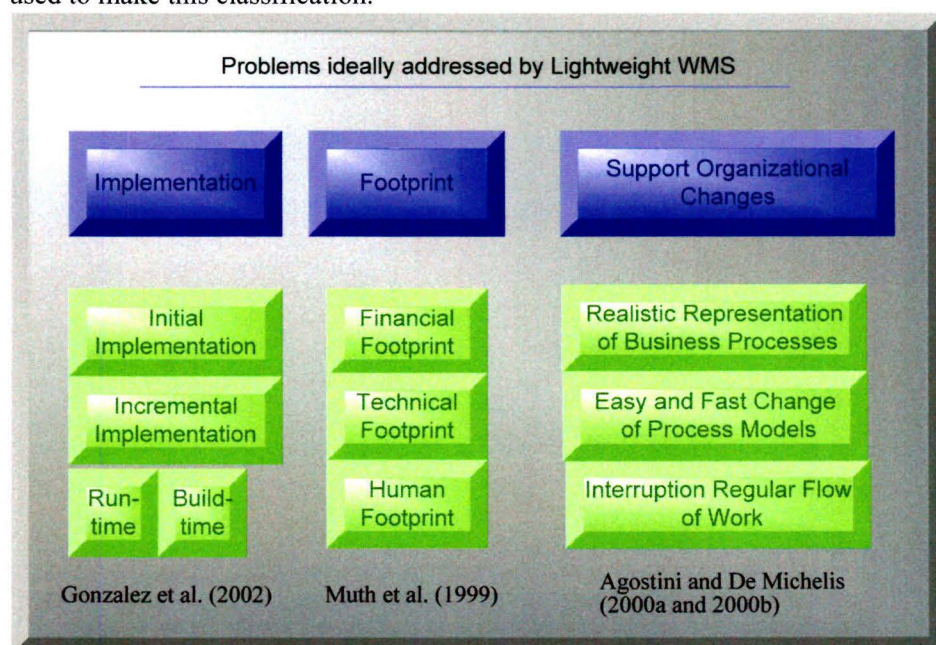 used to make this classification.
Problems ideally addressed by Lightweight WMS
Implementation
Footprint
Support Organizational
Changes
Initial
Implementation
Incremental
Implementation
Run-
time
Build-
time
Financial
Footprint
Technical
Footprint
Human
Footprint
Realistic Representation
of Business Processes
Easy and Fast Change
of Process Models
Interruption Regular Flow
of Work
Gonzalez et al. (2002)
Muth et al. (1999)
Agostini and De Michelis
(2000a and 2000b)